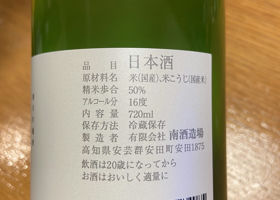 品目 日本酒
原材料名 米(国産)、米こうじ(国産米)
精米歩合 50%
アルコール分 16度
内容量 720ml
保存方法 冷蔵保存
製造者 有限会社 南酒造場
高知県安芸郡安田町安田1875
飲酒は20歳になってから
お酒はおいしく適量に